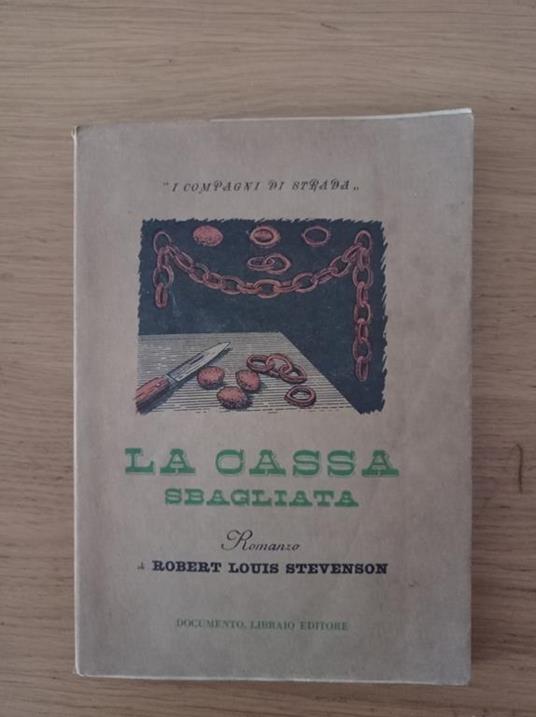 "I COMPAGNI DI STRADA„
LA CASSA
SBAGLIATA
Romanzo
di ROBERT LOUIS STEVENSON
DOCUMENTO, LIBRAIO EDITORE